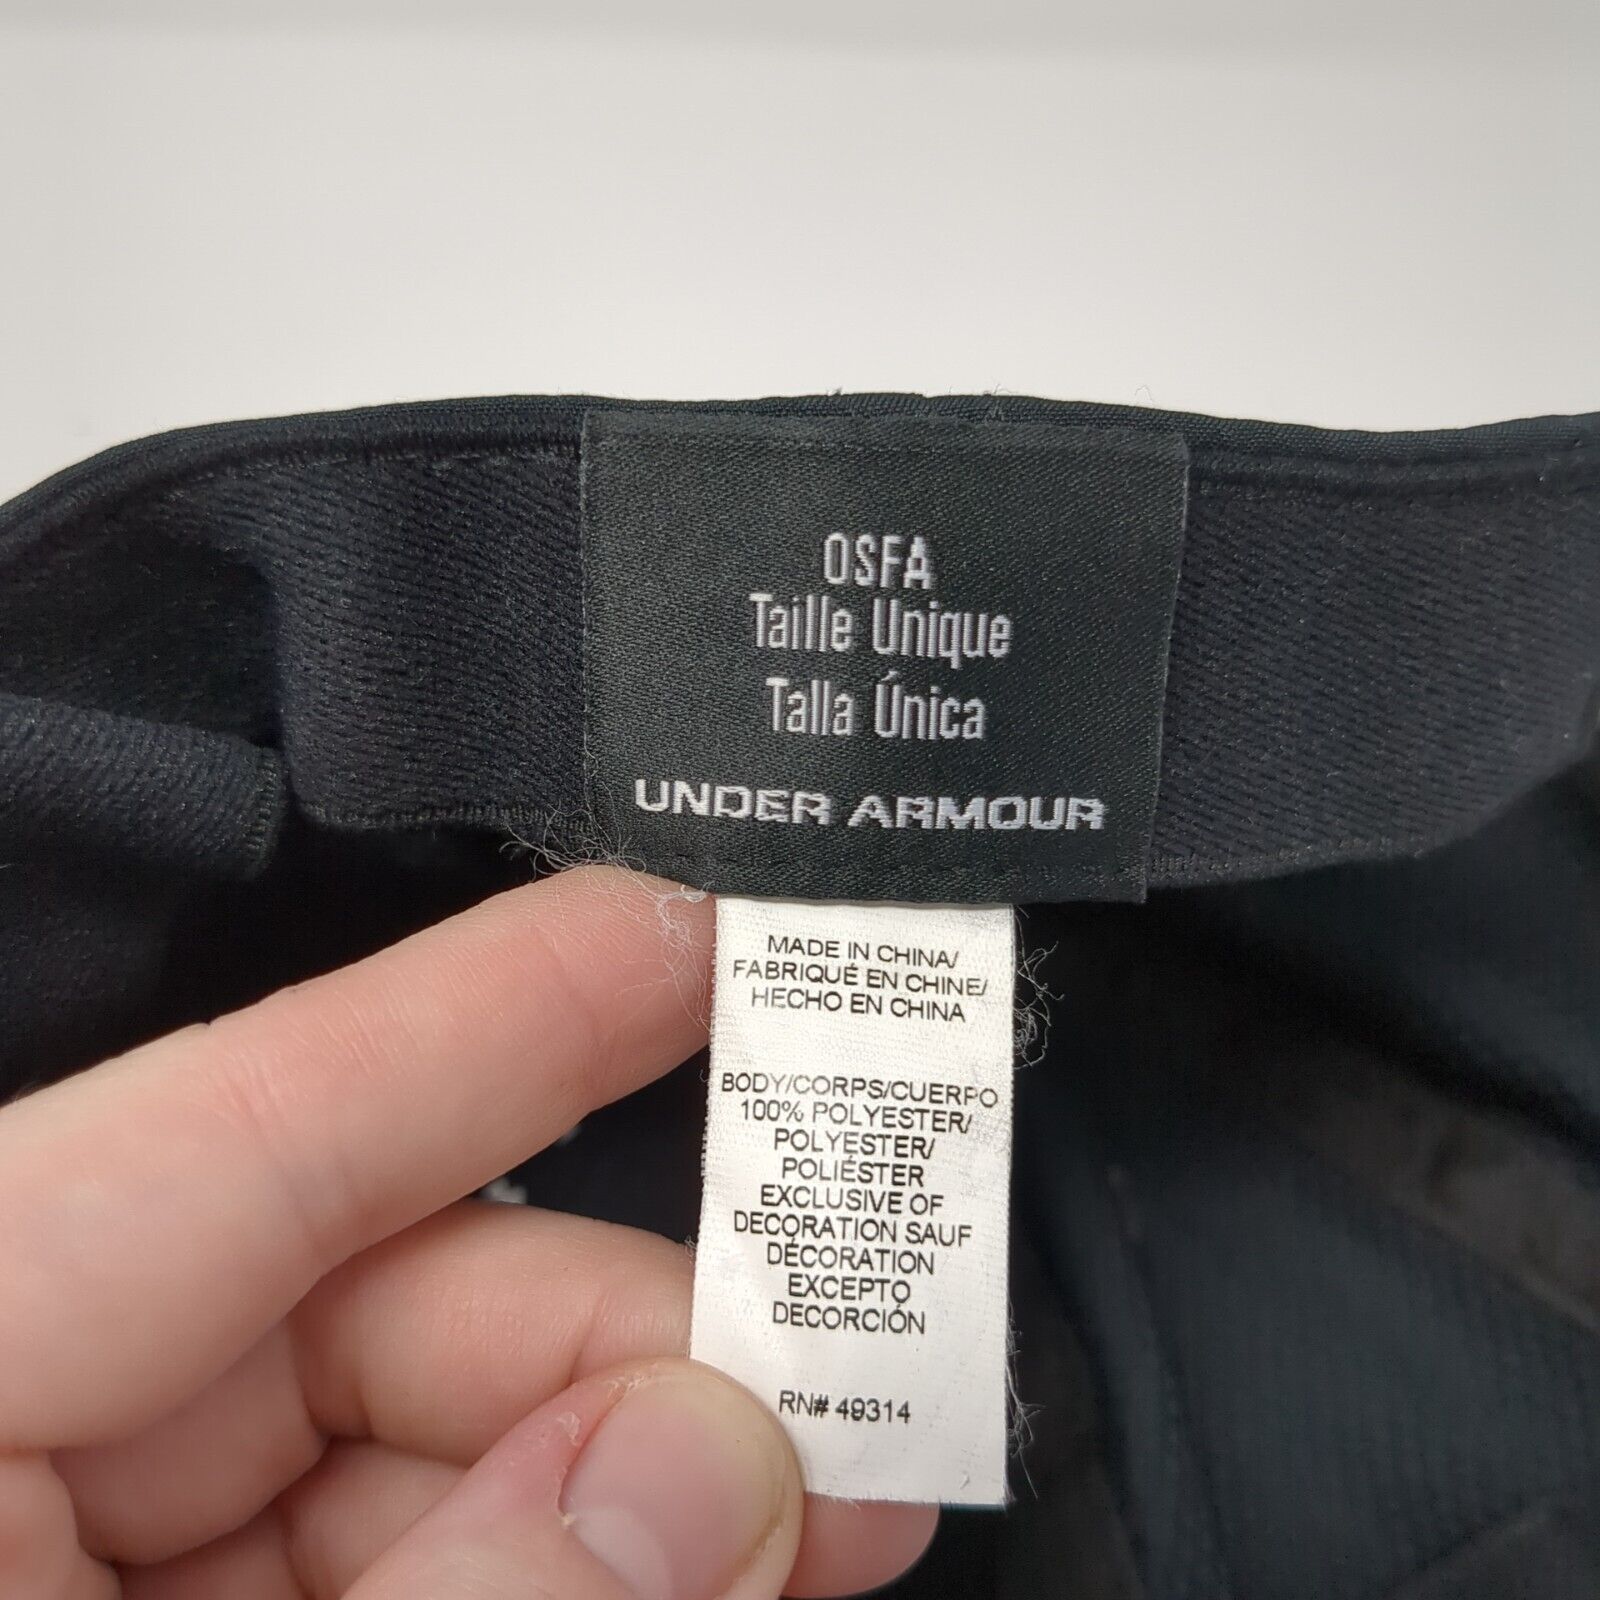 OSFA
Taille Unique
Talla Única
UNDER ARMOUR
MADE IN CHINA/
FABRIQUÉ EN CHINE/
HECHO EN CHINA
BODY/CORPS/CUERPO
100% POLYESTER/
POLYESTER/
POLIÉSTER
EXCLUSIVE OF
DECORATION SAUF
DÉCORATION
EXCEPTO
DECORCIÓN
RN# 49314